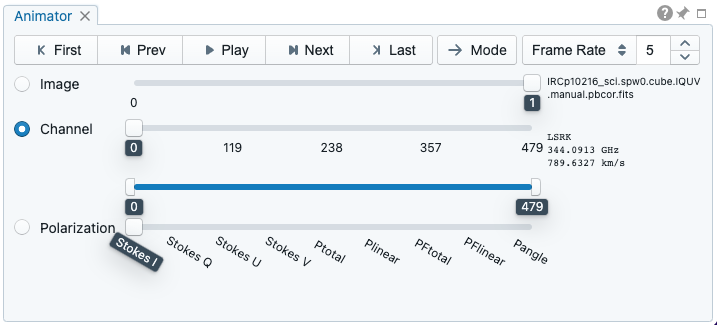 Animator
First Prev Play Next Last Mode Frame Rate 5
Image
0 1
IRCp10216_sci.spw0.cube.IQUV
.manual.pbcor.fits
Channel
0 119 238 357 479
LSRK
344.0913 GHz
789.6327 km/s
0 479
Polarization
Stokes I Stokes Q Stokes U Stokes V Ptotal Plinear PFtotal PFlinear Pangle